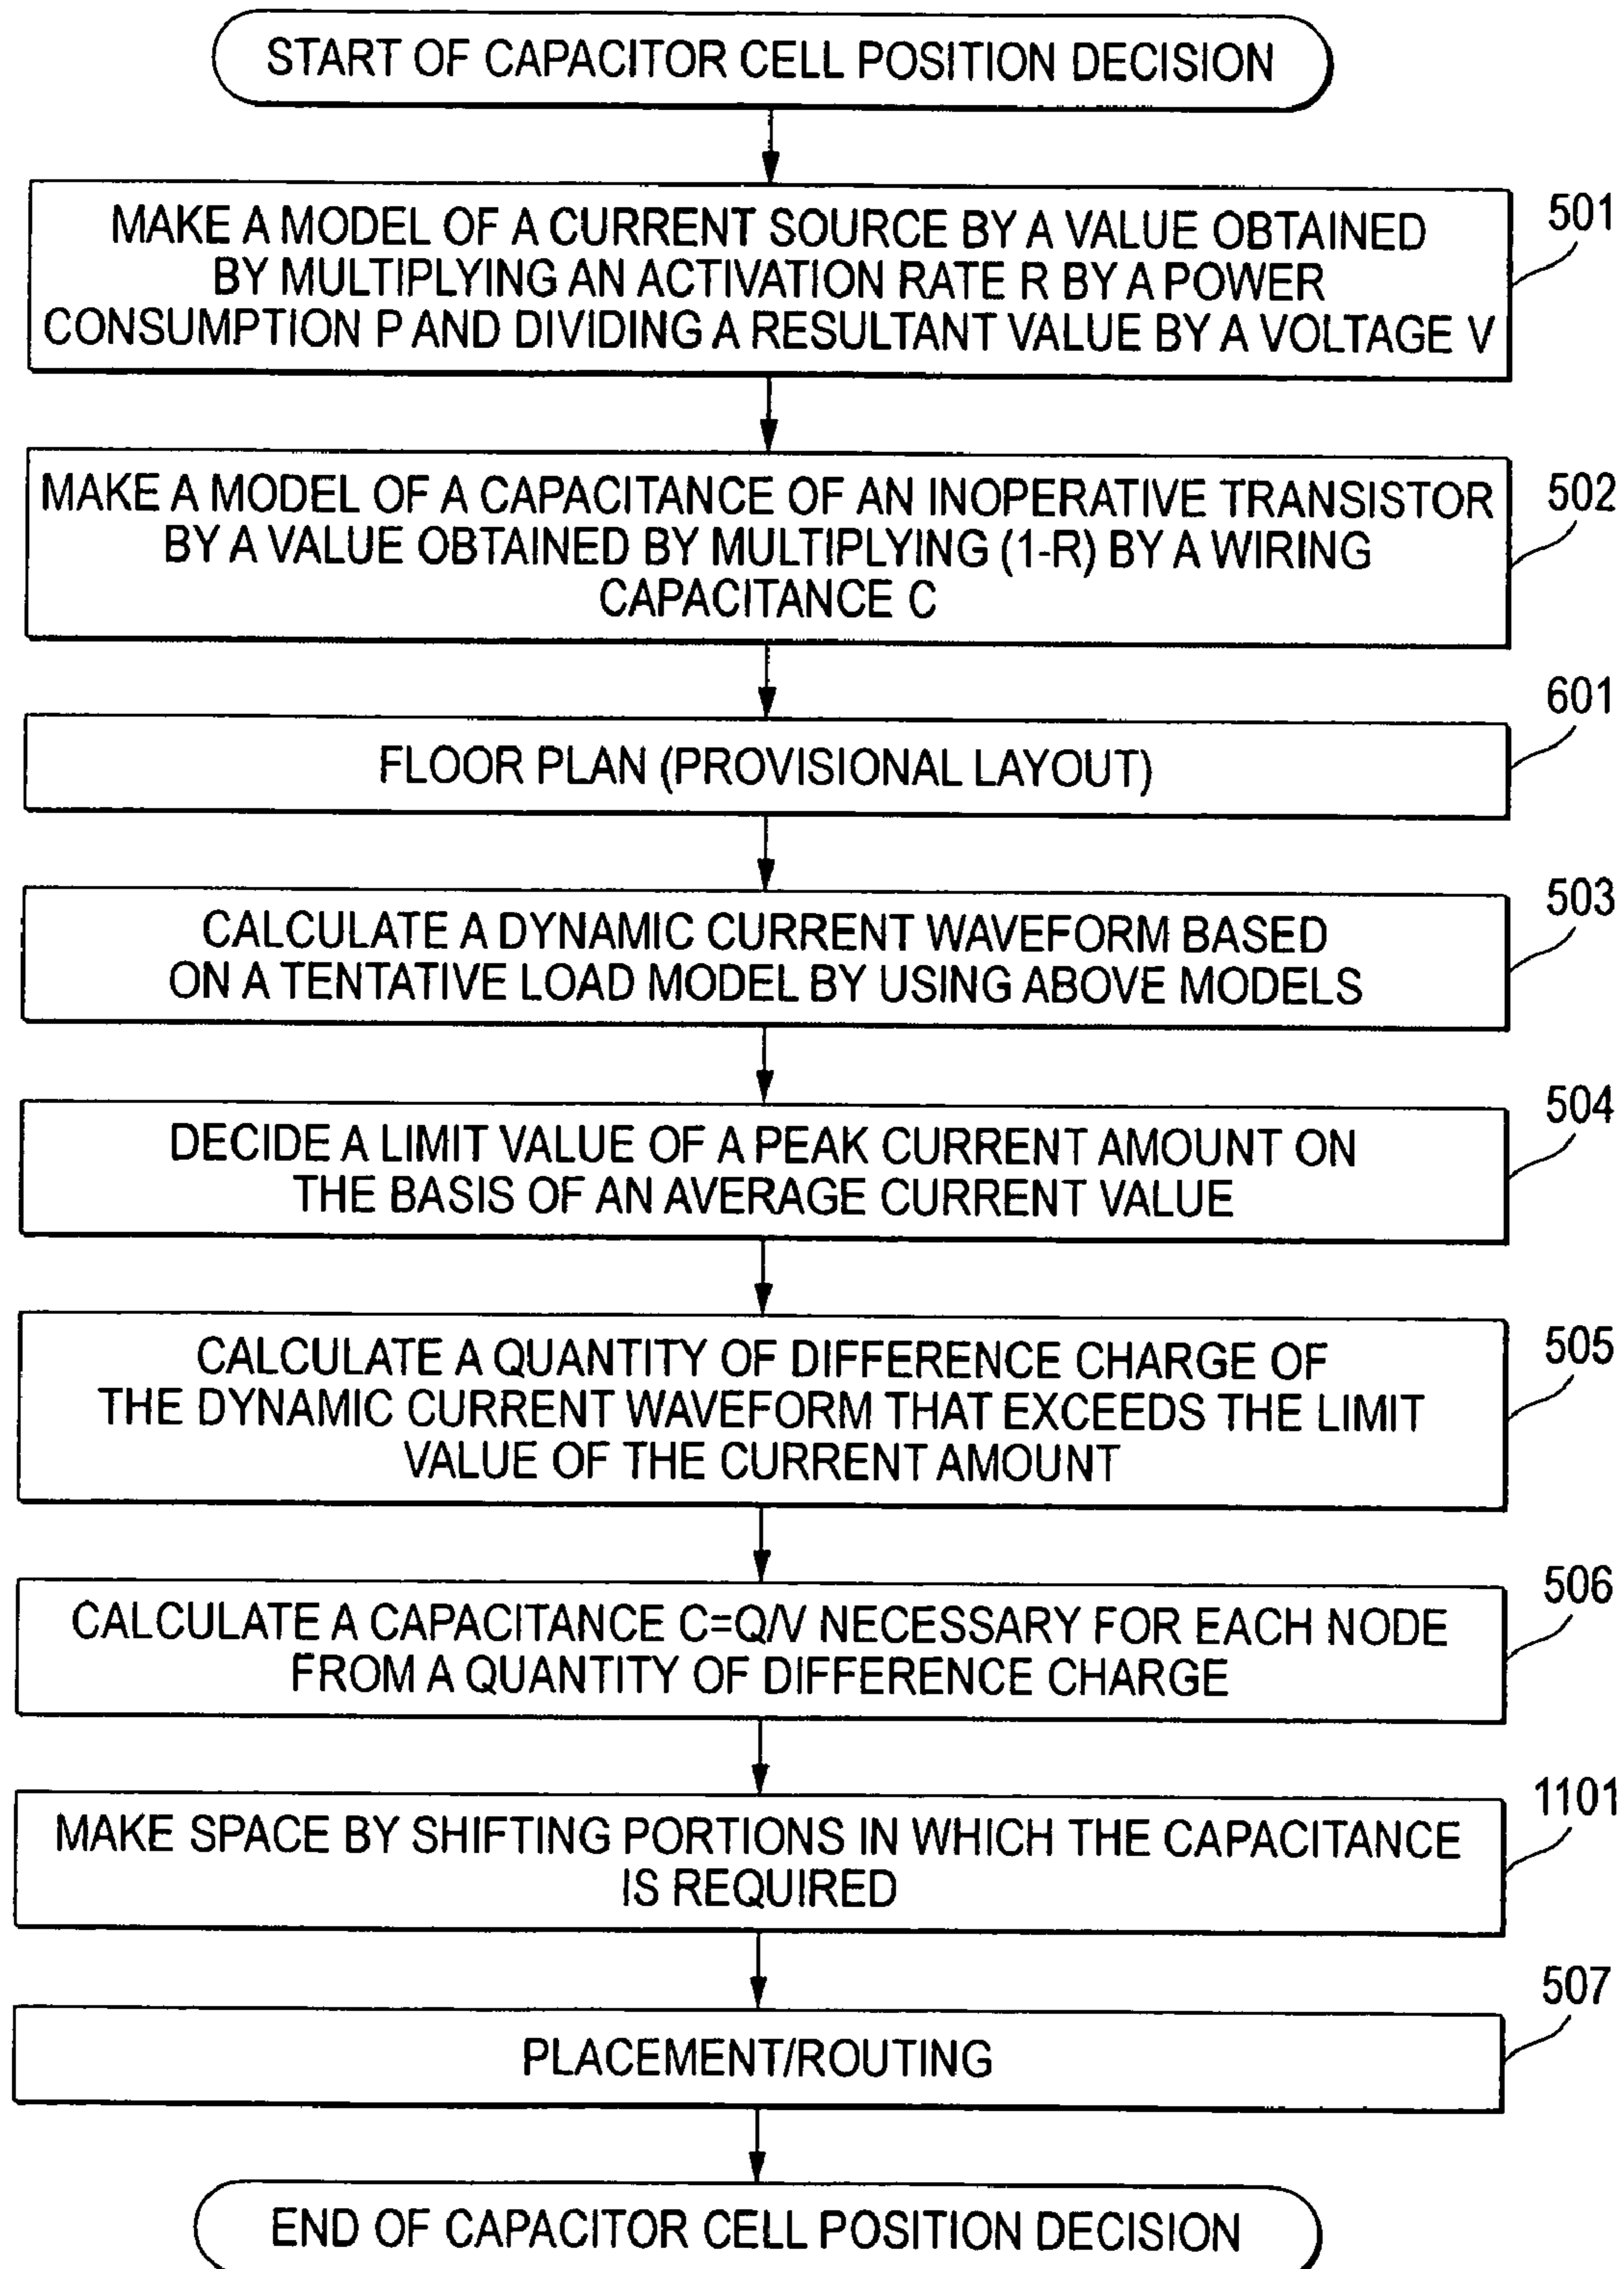 START OF CAPACITOR CELL POSITION DECISION
501
MAKE A MODEL OF A CURRENT SOURCE BY A VALUE OBTAINED
BY MULTIPLYING AN ACTIVATION RATE R BY A POWER
CONSUMPTION P AND DIVIDING A RESULTANT VALUE BY A VOLTAGE V
502
MAKE A MODEL OF A CAPACITANCE OF AN INOPERATIVE TRANSISTOR
BY A VALUE OBTAINED BY MULTIPLYING (1-R) BY A WIRING
CAPACITANCE C
601
FLOOR PLAN (PROVISIONAL LAYOUT)
503
CALCULATE A DYNAMIC CURRENT WAVEFORM BASED
ON A TENTATIVE LOAD MODEL BY USING ABOVE MODELS
504
DECIDE A LIMIT VALUE OF A PEAK CURRENT AMOUNT ON
THE BASIS OF AN AVERAGE CURRENT VALUE
505
CALCULATE A QUANTITY OF DIFFERENCE CHARGE OF
THE DYNAMIC CURRENT WAVEFORM THAT EXCEEDS THE LIMIT
VALUE OF THE CURRENT AMOUNT
506
CALCULATE A CAPACITANCE C=Q/V NECESSARY FOR EACH NODE
FROM A QUANTITY OF DIFFERENCE CHARGE
1101
MAKE SPACE BY SHIFTING PORTIONS IN WHICH THE CAPACITANCE
IS REQUIRED
507
PLACEMENT/ROUTING
END OF CAPACITOR CELL POSITION DECISION